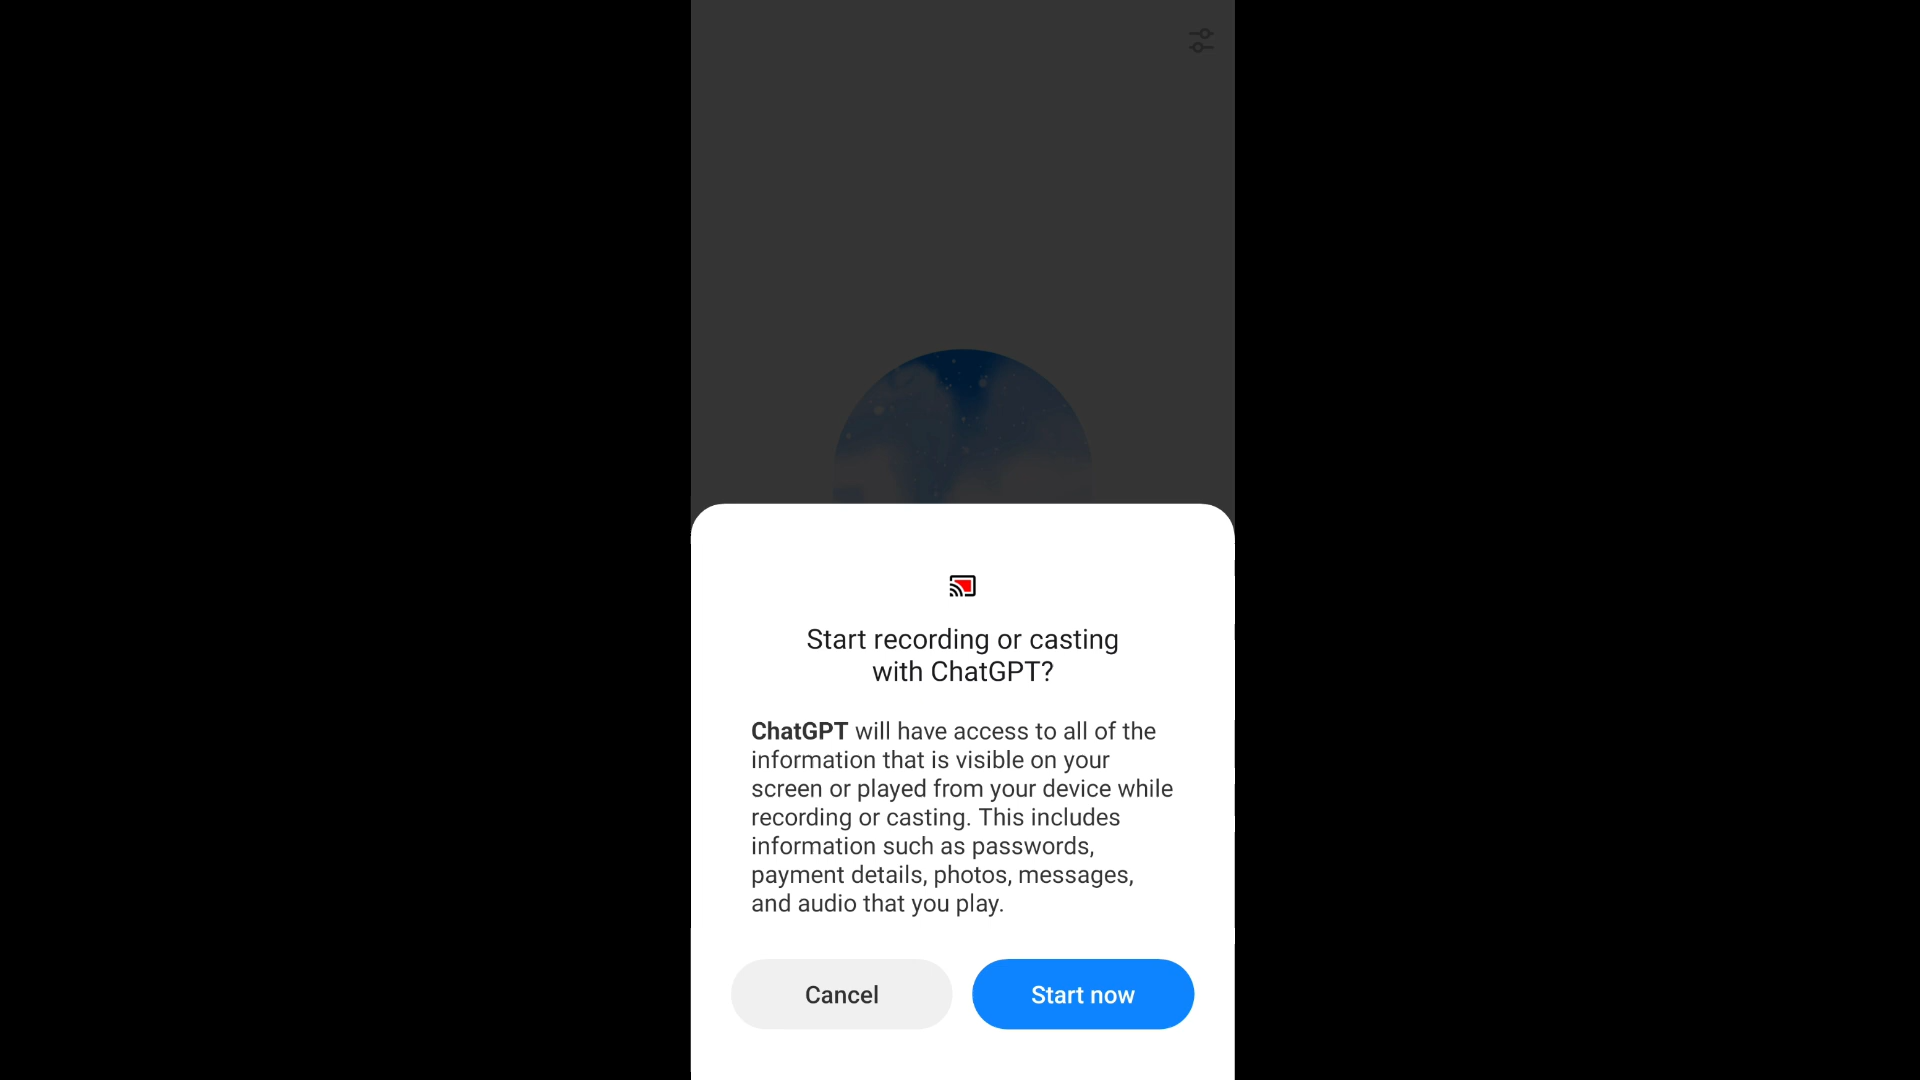 Start recording or casting
with ChatGPT?
ChatGPT will have access to all of the
information that is visible on your
screen or played from your device while
recording or casting. This includes
information such as passwords,
payment details, photos, messages,
and audio that you play.
Cancel
Start now